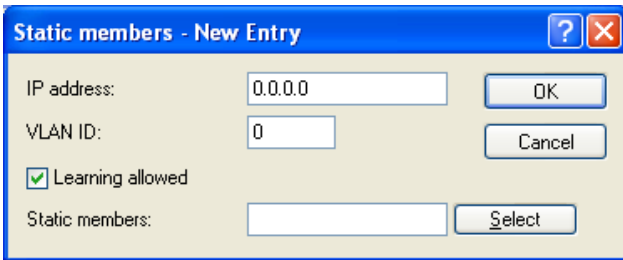 Static members - New Entry
IP address:
0.0.0.0
OK
VLAN ID:
0
Cancel
Learning allowed
Static members:
Select